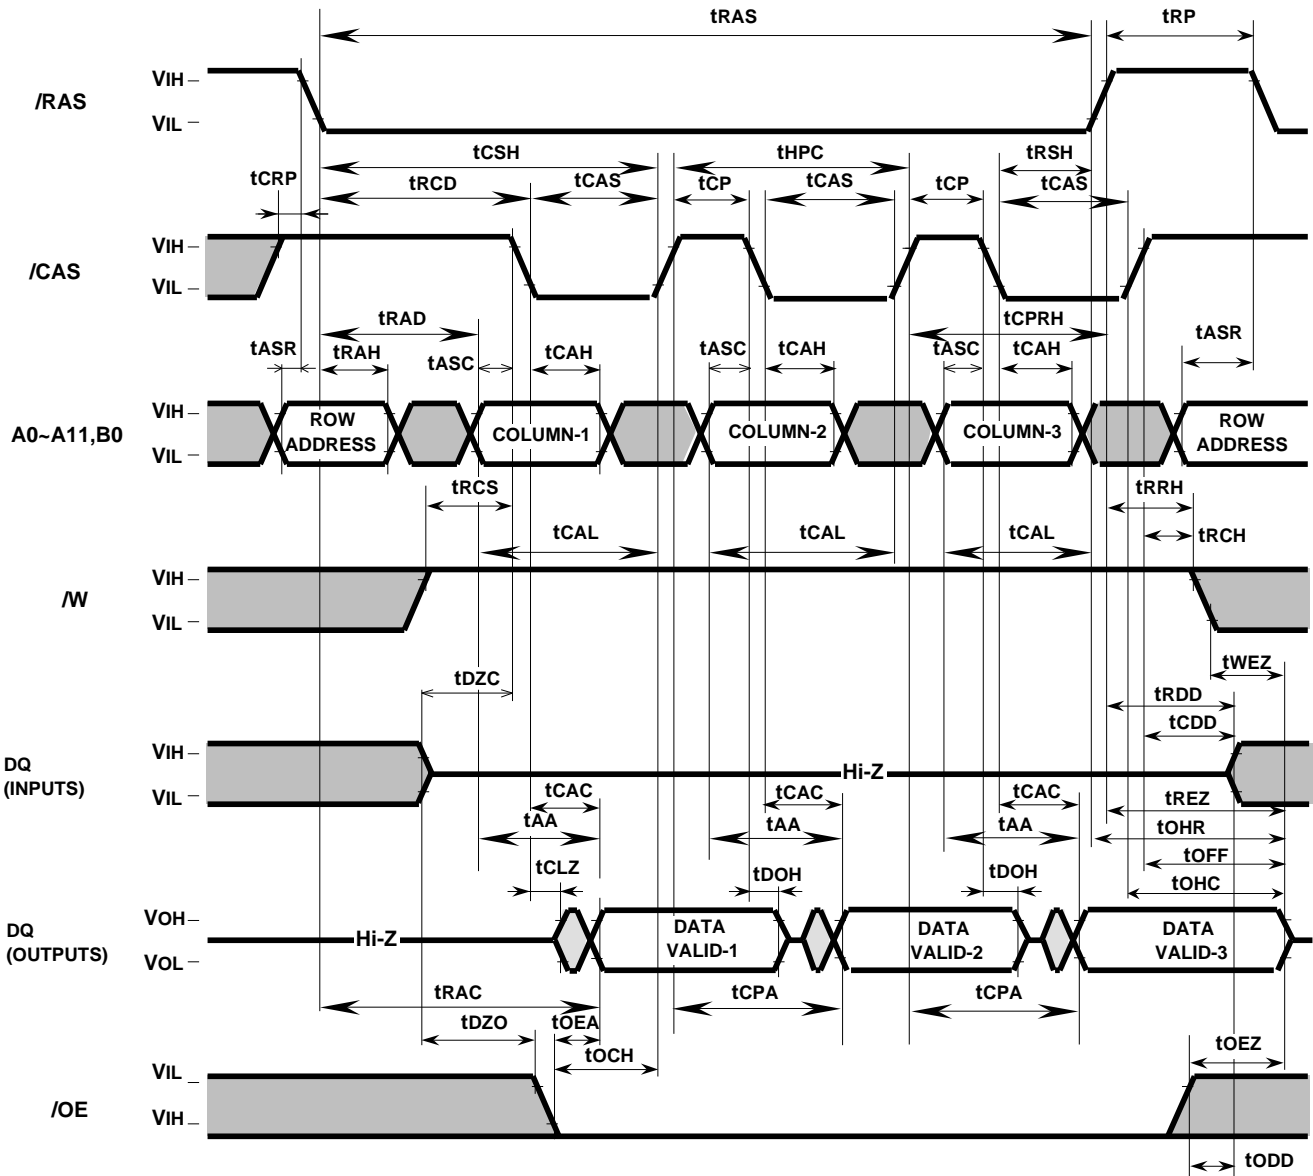 tRAS tRP
VIH
/RAS
VIL
tCSH tHPC tRSH
tCRP tRCD tCAS tCP tCAS tCP tCAS
VIH
/CAS
VIL
tRAD tCPRH
tASR tRAH tASC tCAH tASC tCAH tASC tCAH tASR
VIH
A0~A11,B0
VIL
ROW
ADDRESS
COLUMN-1
COLUMN-2
COLUMN-3
ROW
ADDRESS
tRCS tRRH
tCAL tCAL tCAL tRCH
VIH
/W
VIL
tWEZ
tDZC tRDD
tCDD
VIH
DQ
(INPUTS)
VIL
Hi-Z
tCAC tCAC tCAC tREZ
tAA tAA tAA tOHR
tOFF
tCLZ tDOH tDOH tOHC
VOH
DQ
(OUTPUTS)
VOL
Hi-Z
DATA
VALID-1
DATA
VALID-2
DATA
VALID-3
tRAC tCPA tCPA
tDZO tOEA
tOCH tOEZ
VIL
/OE
VIH
tODD